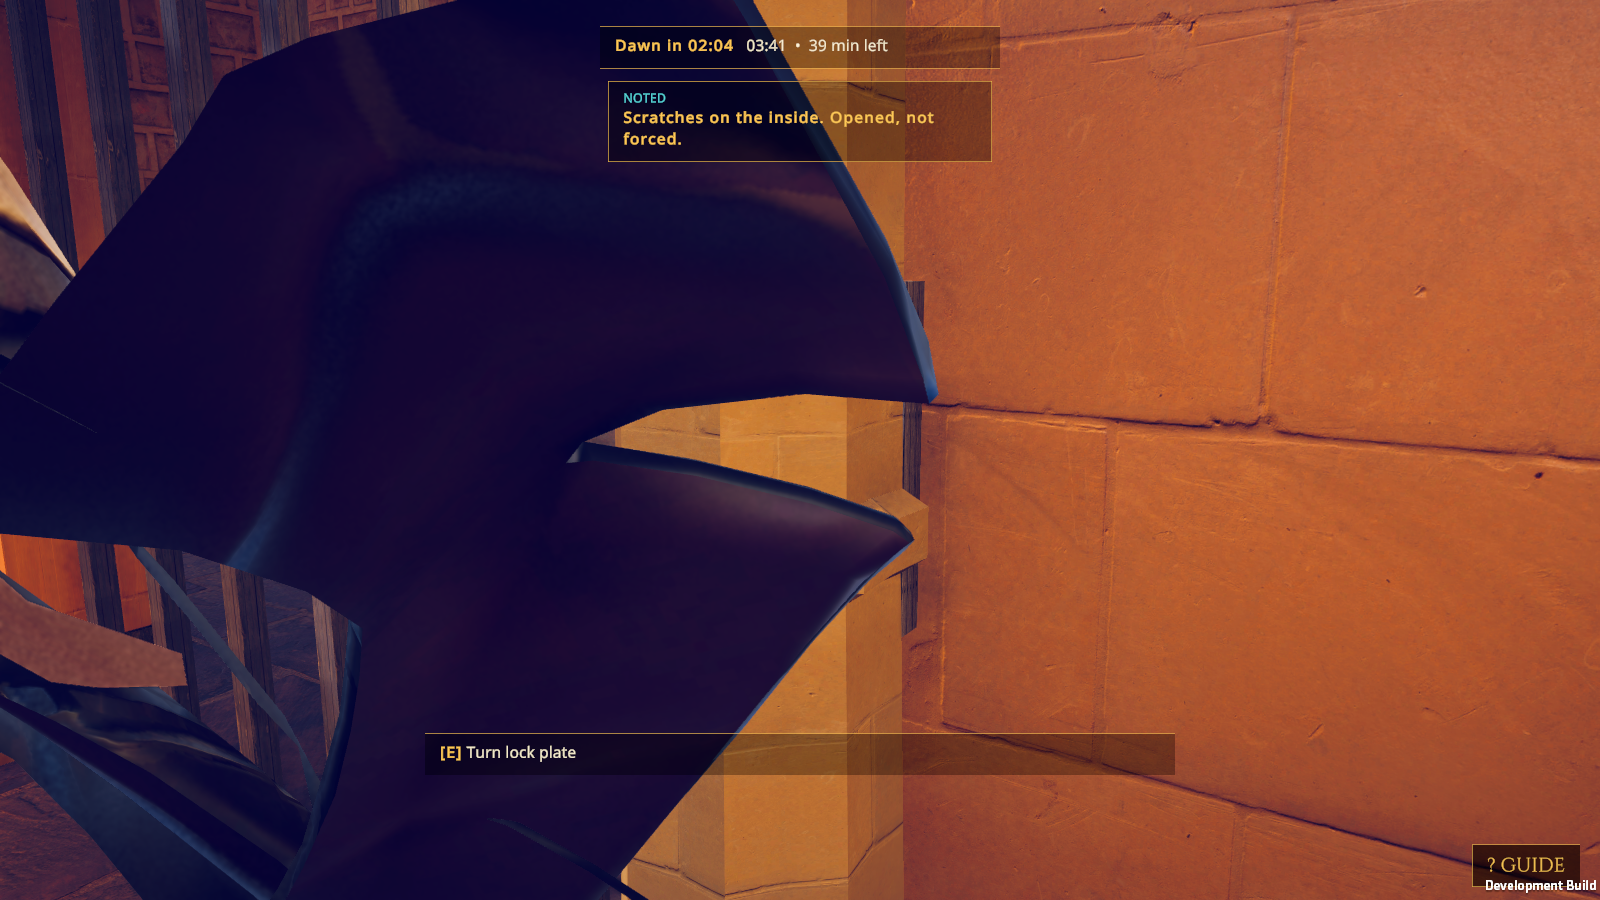 Dawn in 02:04 03:41 • 39 min left
NOTED
Scratches on the inside. Opened, not
forced.
[E] Turn lock plate
? GUIDE
Development Build